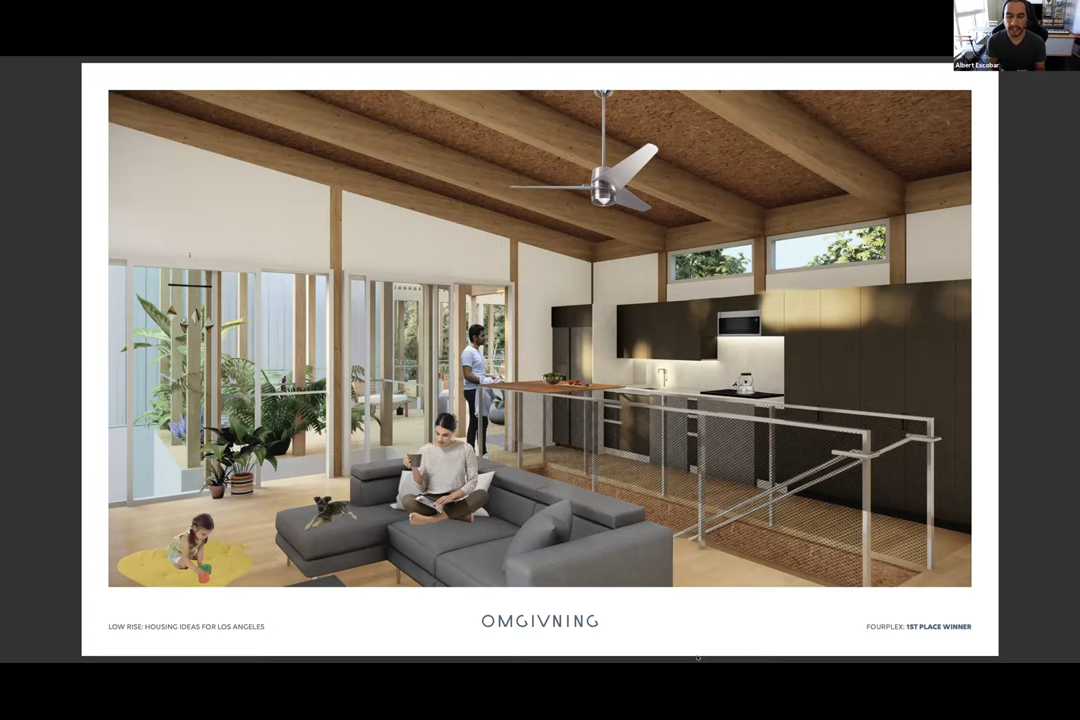 Albert Escobar
LOW RISE: HOUSING IDEAS FOR LOS ANGELES
OMGIVNING
FOURPLEX: 1ST PLACE WINNER